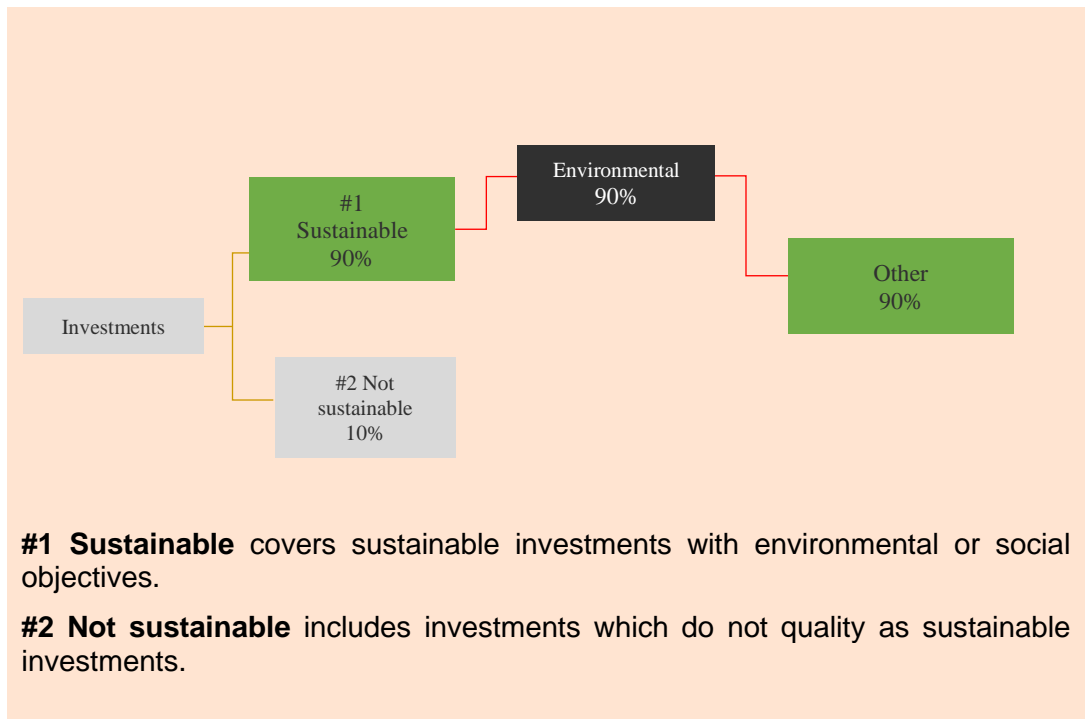 Environmental
90%
#1
Sustainable
90%
Other
90%
Investments
#2 Not
sustainable
10%
#1 Sustainable covers sustainable investments with environmental or social
objectives.
#2 Not sustainable includes investments which do not quality as sustainable
investments.